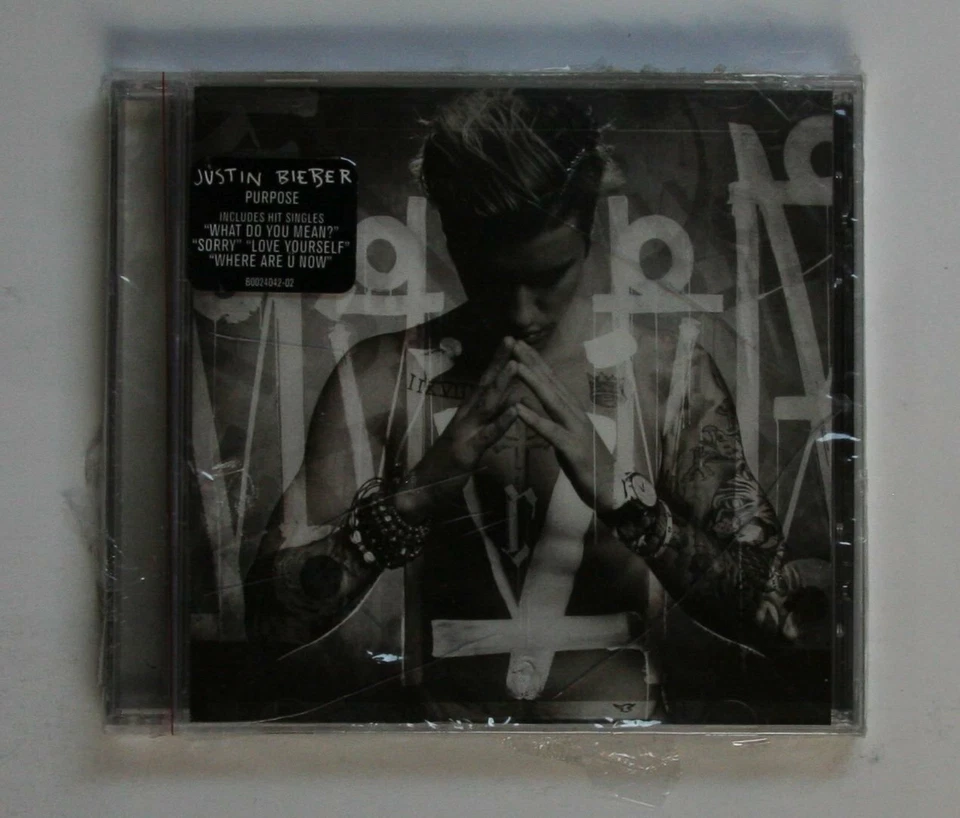 JUSTIN BIEBER
PURPOSE
INCLUDES HIT SINGLES
"WHAT DO YOU MEAN?"
"SORRY" "LOVE YOURSELF"
"WHERE ARE U NOW"
B0024042-02